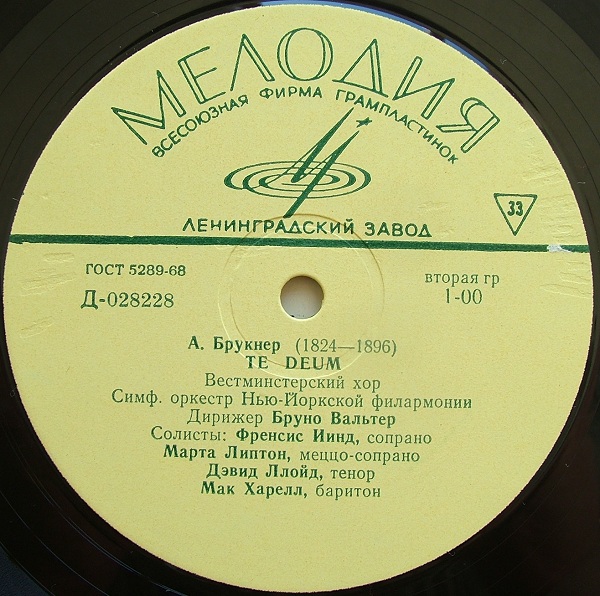 МЕЛОДИЯ
ВСЕСОЮЗНАЯ ФИРМА ГРАМПЛАСТИНОК
33
ЛЕНИНГРАДСКИЙ ЗАВОД
ГОСТ 5289-68
Д-028228
вторая гр
1-00
А. Брукнер (1824—1896)
TE DEUM
Вестминстерский хор
Симф. оркестр Нью-Йоркской филармонии
Дирижер Бруно Вальтер
Солисты: Френсис Иинд, сопрано
Марта Липтон, меццо-сопрано
Дэвид Ллойд, тенор
Мак Харелл, баритон